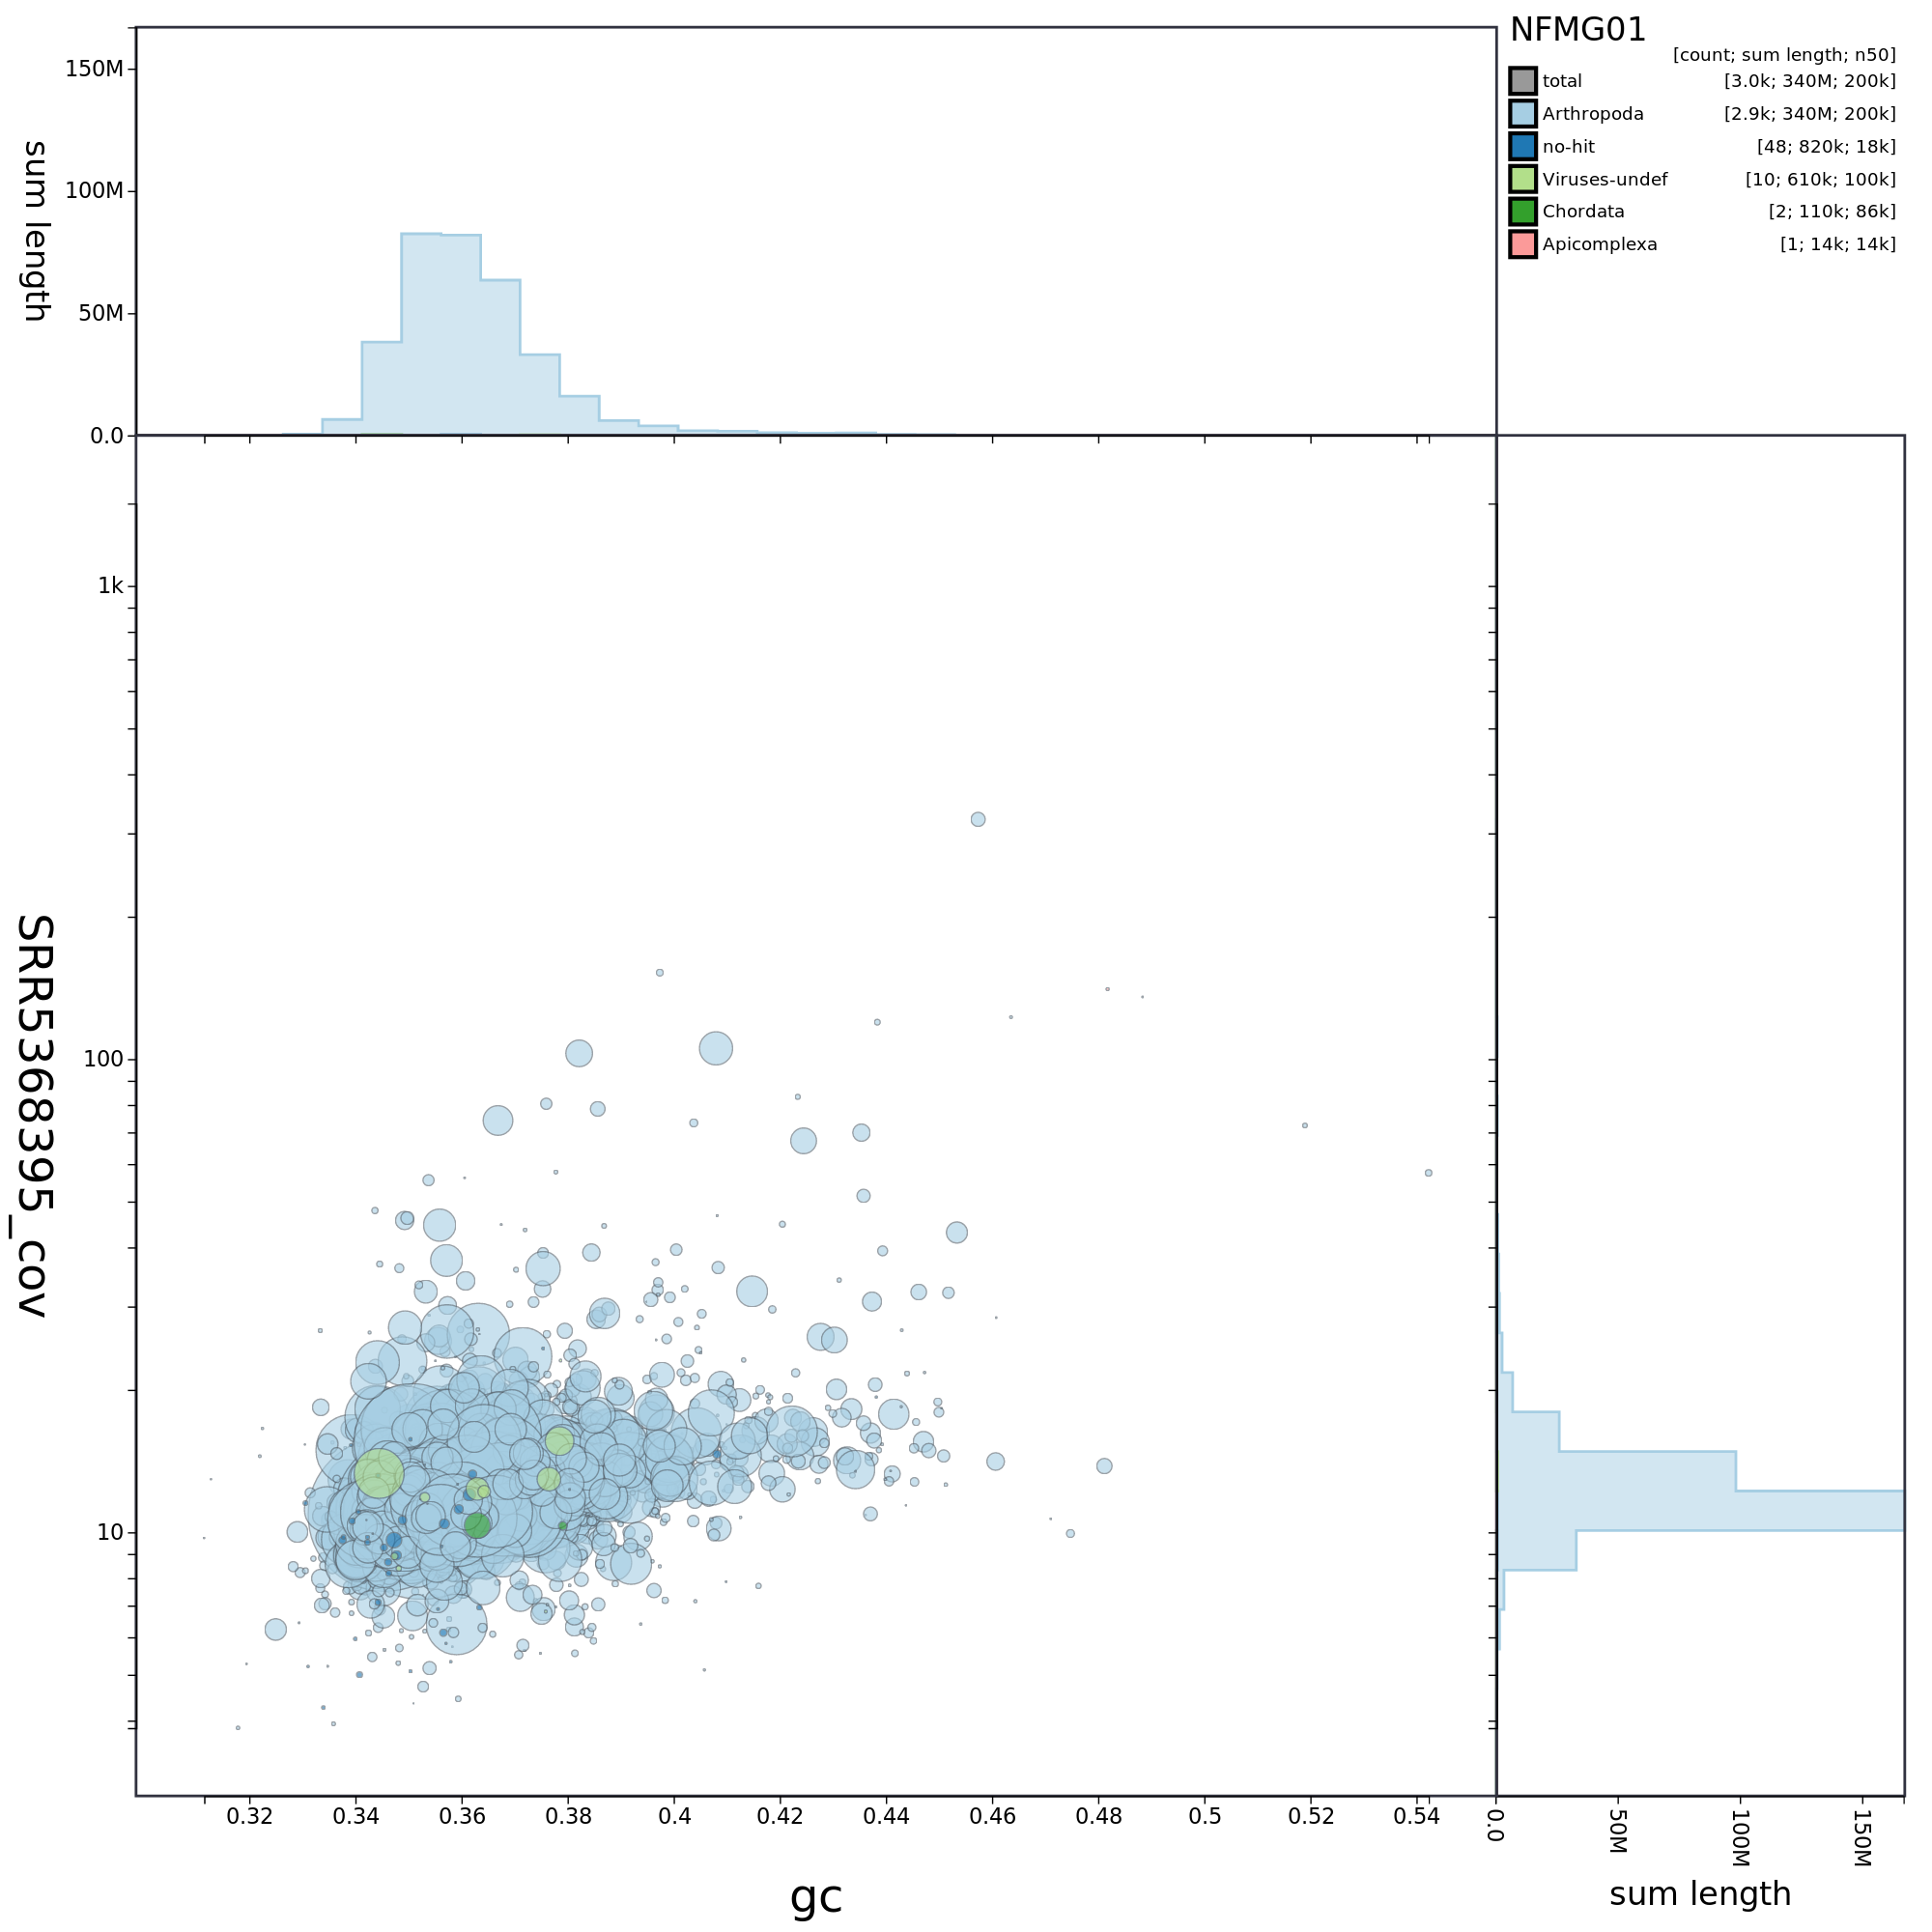 NFMG01
[count; sum length; n50]
total [3.0k; 340M; 200k]
Arthropoda [2.9k; 340M; 200k]
no-hit [48; 820k; 18k]
Viruses-undef [10; 610k; 100k]
Chordata [2; 110k; 86k]
Apicomplexa [1; 14k; 14k]
sum length
150M
100M
50M
0.0
SRR5368395_cov
1k
100
10
0.32 0.34 0.36 0.38 0.4 0.42 0.44 0.46 0.48 0.5 0.52 0.54
gc
0.0 50M 100M 150M
sum length